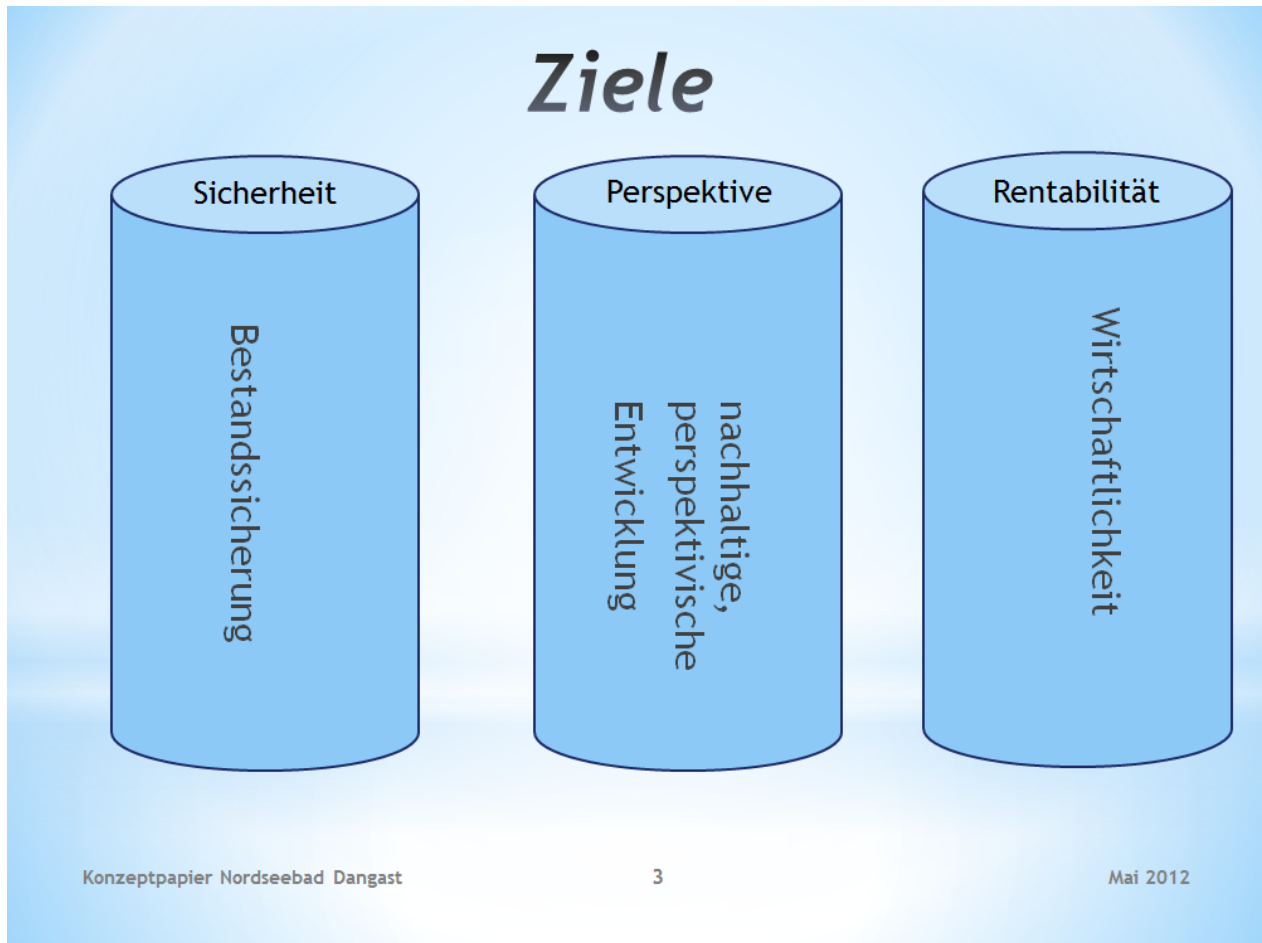 Ziele
Sicherheit
Bestandssicherung
Perspektive
nachhaltige,
perspektivische
Entwicklung
Rentabilität
Wirtschaftlichkeit
Konzeptpapier Nordseebad Dangast
3
Mai 2012